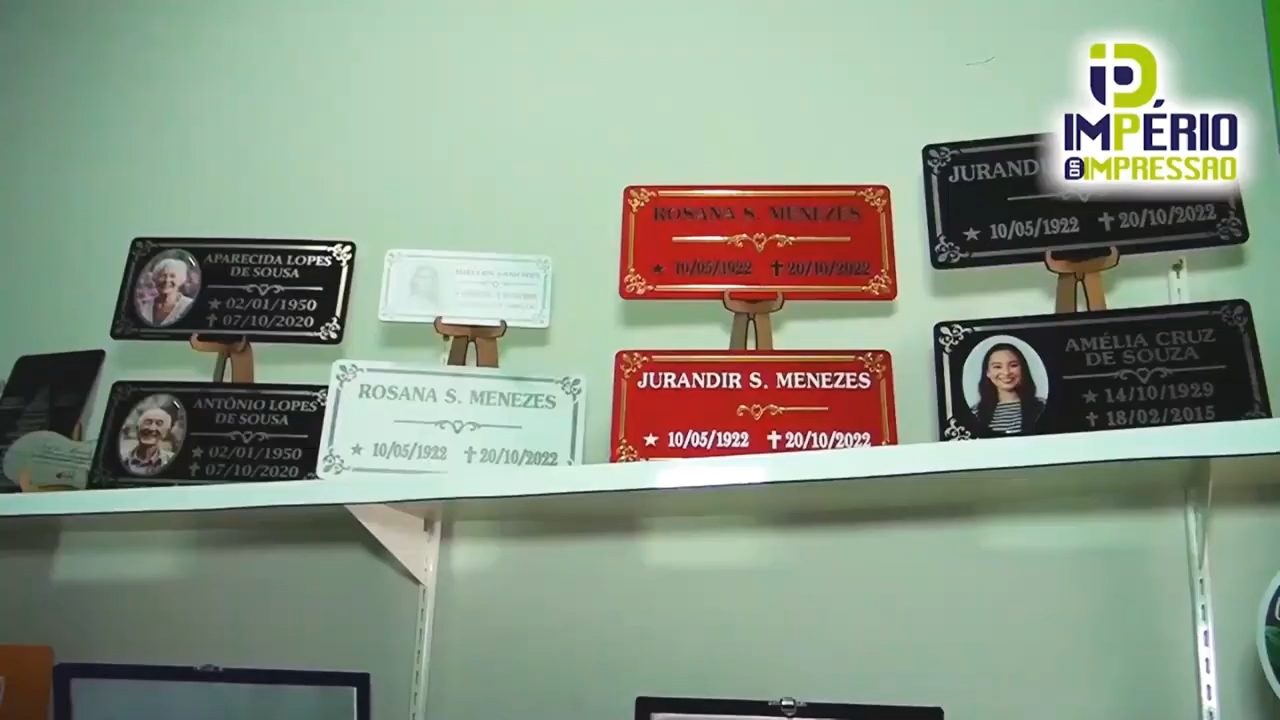 IMPÉRIO
DA IMPRESSÃO
APARECIDA LOPES
DE SOUSA
★ 02/01/1950
✝ 07/10/2020
ANTÔNIO LOPES
DE SOUSA
★ 02/01/1950
✝ 07/10/2020
ROSANA S. MENEZES
★ 10/05/1922 ✝ 20/10/2022
ROSANA S. MENEZES
★ 10/05/1922 ✝ 20/10/2022
JURANDIR S. MENEZES
★ 10/05/1922 ✝ 20/10/2022
★ 10/05/1922 ✝ 20/10/2022
AMÉLIA CRUZ
DE SOUZA
★ 14/10/1929
✝ 18/02/2015